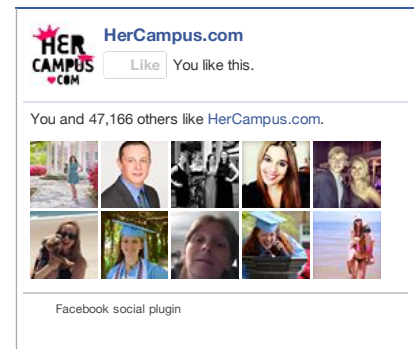 HER
CAMPUS
.COM
HerCampus.com
Like You like this.
You and 47,166 others like HerCampus.com.
Facebook social plugin